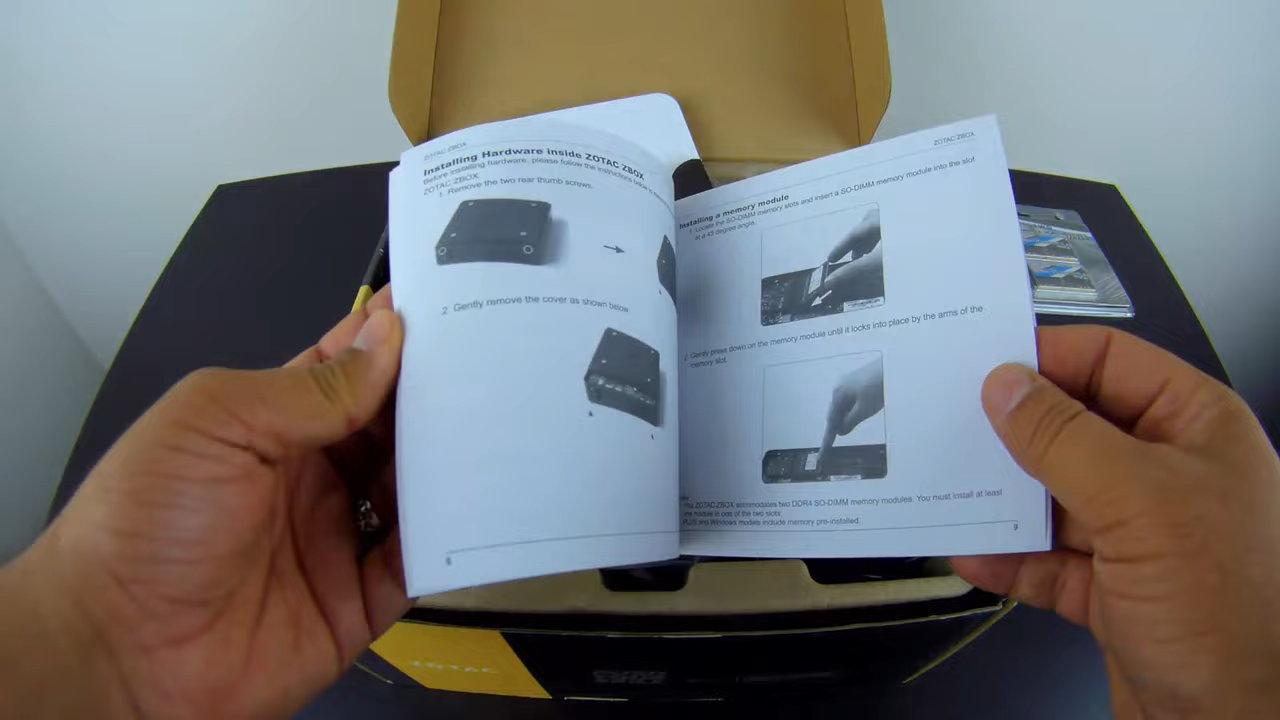 ZOTAC ZBOX
Installing Hardware inside ZOTAC ZBOX
Before installing hardware, please follow the instructions below
ZOTAC ZBOX.
1. Remove the two rear thumb screws.
2 Gently remove the cover as shown below
8
ZOTAC ZBOX
Installing a memory module
1. Locate the SO-DIMM memory slots and insert a SO-DIMM memory module into the slot
at a 45 degree angle.
2. Gently press down on the memory module until it locks into place by the arms of the
memory slot.
The ZOTAC ZBOX accommodates two DDR4 SO-DIMM memory modules. You must install at least
one module in one of the two slots.
PLUS and Windows models include memory pre-installed.
9
ZOTAC